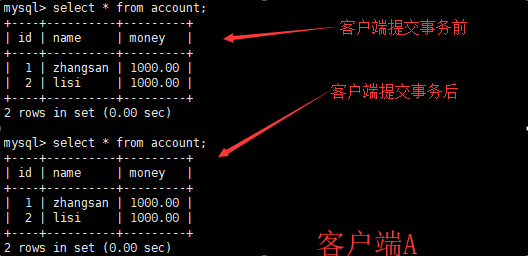 mysql> select * from account;
+----+----------+---------+
| id | name     | money   |
+----+----------+---------+
|  1 | zhangsan | 1000.00 |
|  2 | lisi     | 1000.00 |
+----+----------+---------+
2 rows in set (0.00 sec)
客户端提交事务前
客户端提交事务后
mysql> select * from account;
+----+----------+---------+
| id | name     | money   |
+----+----------+---------+
|  1 | zhangsan | 1000.00 |
|  2 | lisi     | 1000.00 |
+----+----------+---------+
2 rows in set (0.00 sec)
客户端A